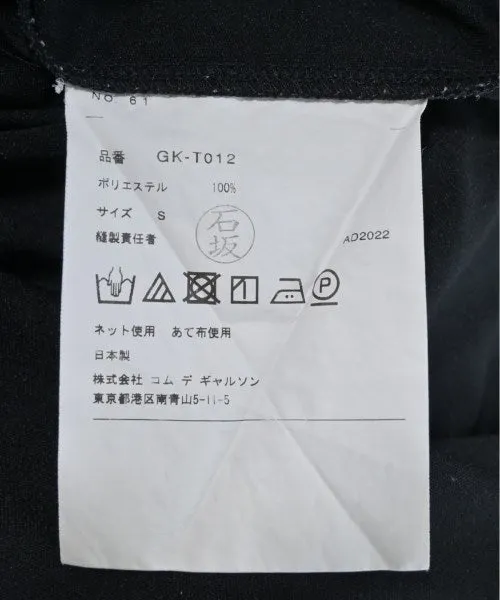 NO. 61
品番 GK-T012
ポリエステル 100%
サイズ S
石坂
縫製責任者
AD2022
P
ネット使用 あて布使用
日本製
株式会社 コム デ ギャルソン
東京都港区南青山5-11-5